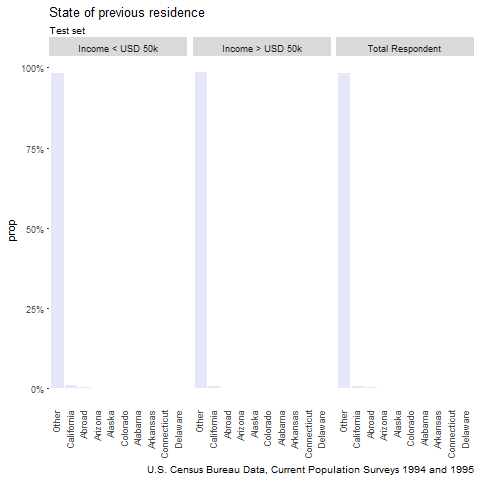 State of previous residence
Test set
Income < USD 50k
Income > USD 50k
Total Respondent
100%
75%
50%
25%
0%
prop
Other
California
Abroad
Arizona
Alaska
Colorado
Alabama
Arkansas
Connecticut
Delaware
Other
California
Abroad
Arizona
Alaska
Colorado
Alabama
Arkansas
Connecticut
Delaware
Other
California
Abroad
Arizona
Alaska
Colorado
Alabama
Arkansas
Connecticut
Delaware
U.S. Census Bureau Data, Current Population Surveys 1994 and 1995